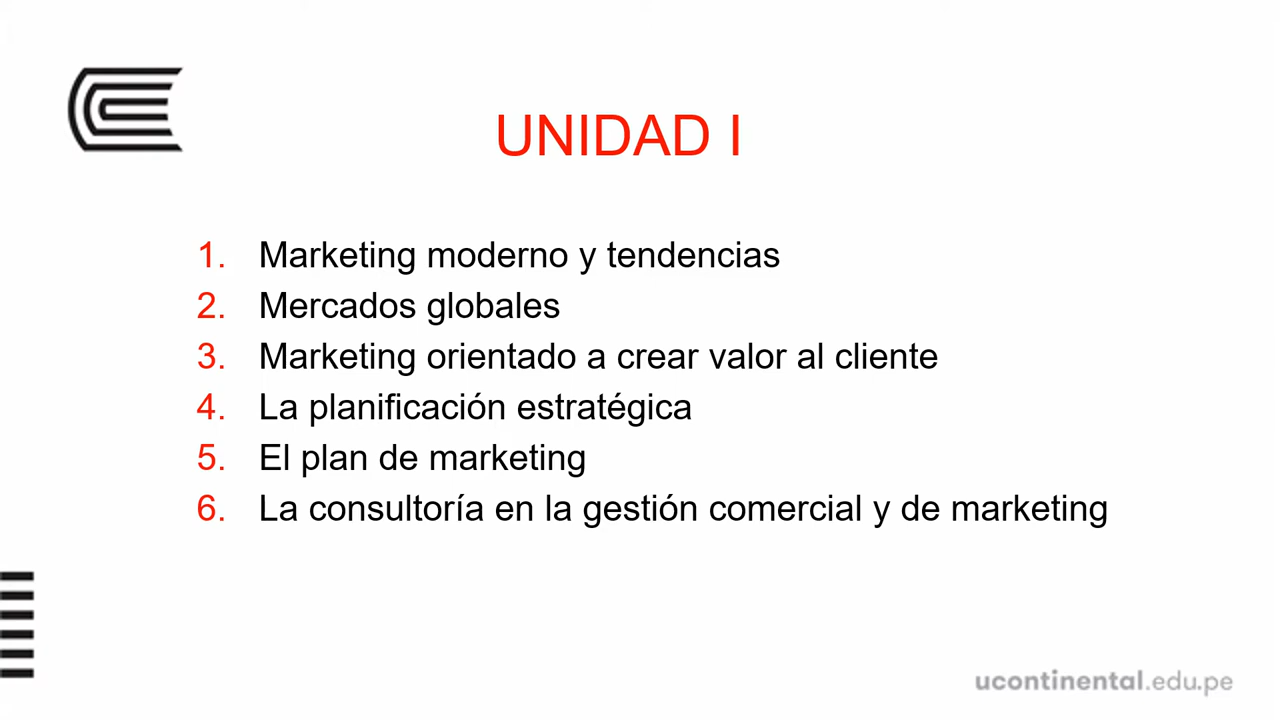 UNIDAD I
1. Marketing moderno y tendencias
2. Mercados globales
3. Marketing orientado a crear valor al cliente
4. La planificación estratégica
5. El plan de marketing
6. La consultoría en la gestión comercial y de marketing
ucontinental.edu.pe